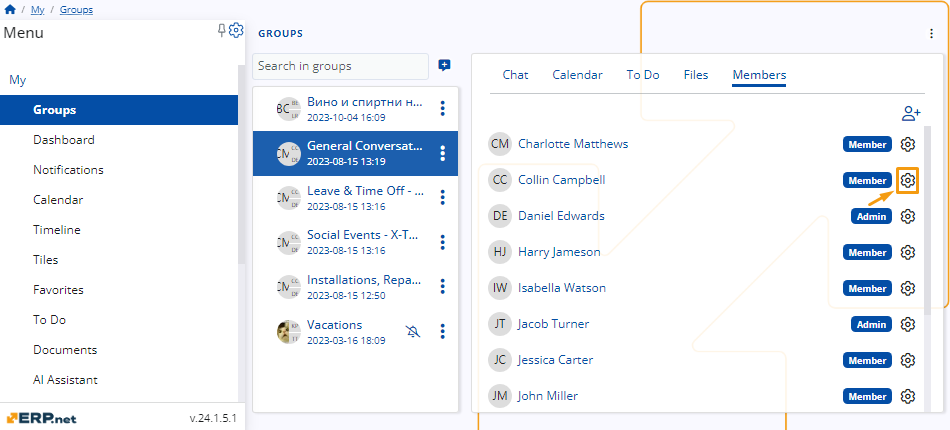 / My / Groups
Menu
My
Groups
Dashboard
Notifications
Calendar
Timeline
Tiles
Favorites
To Do
Documents
AI Assistant
ERP.net
v.24.1.5.1
GROUPS
Search in groups
Вино и спиртни н...
2023-10-04 16:09
General Conversat...
2023-08-15 13:19
Leave & Time Off - ...
2023-08-15 13:16
Social Events - X-T...
2023-08-15 13:16
Installations, Repa...
2023-08-15 12:50
Vacations
2023-03-16 18:09
Chat Calendar To Do Files Members
CM Charlotte Matthews Member
CC Collin Campbell Member
DE Daniel Edwards Admin
HJ Harry Jameson Member
IW Isabella Watson Member
JT Jacob Turner Admin
JC Jessica Carter Member
JM John Miller Member